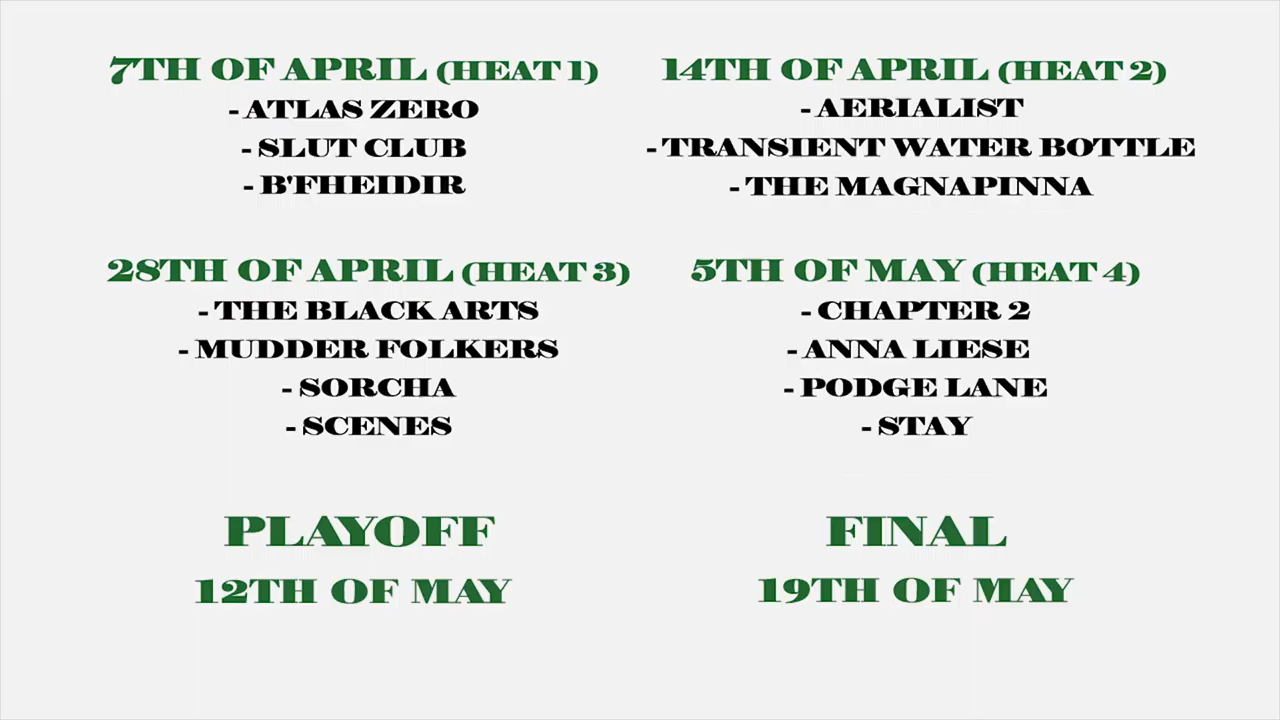 7TH OF APRIL (HEAT 1)
- ATLAS ZERO
- SLUT CLUB
- B'FHEIDIR
14TH OF APRIL (HEAT 2)
- AERIALIST
- TRANSIENT WATER BOTTLE
- THE MAGNAPINNA
28TH OF APRIL (HEAT 3)
- THE BLACK ARTS
- MUDDER FOLKERS
- SORCHA
- SCENES
5TH OF MAY (HEAT 4)
- CHAPTER 2
- ANNA LIESE
- PODGE LANE
- STAY
PLAYOFF
12TH OF MAY
FINAL
19TH OF MAY